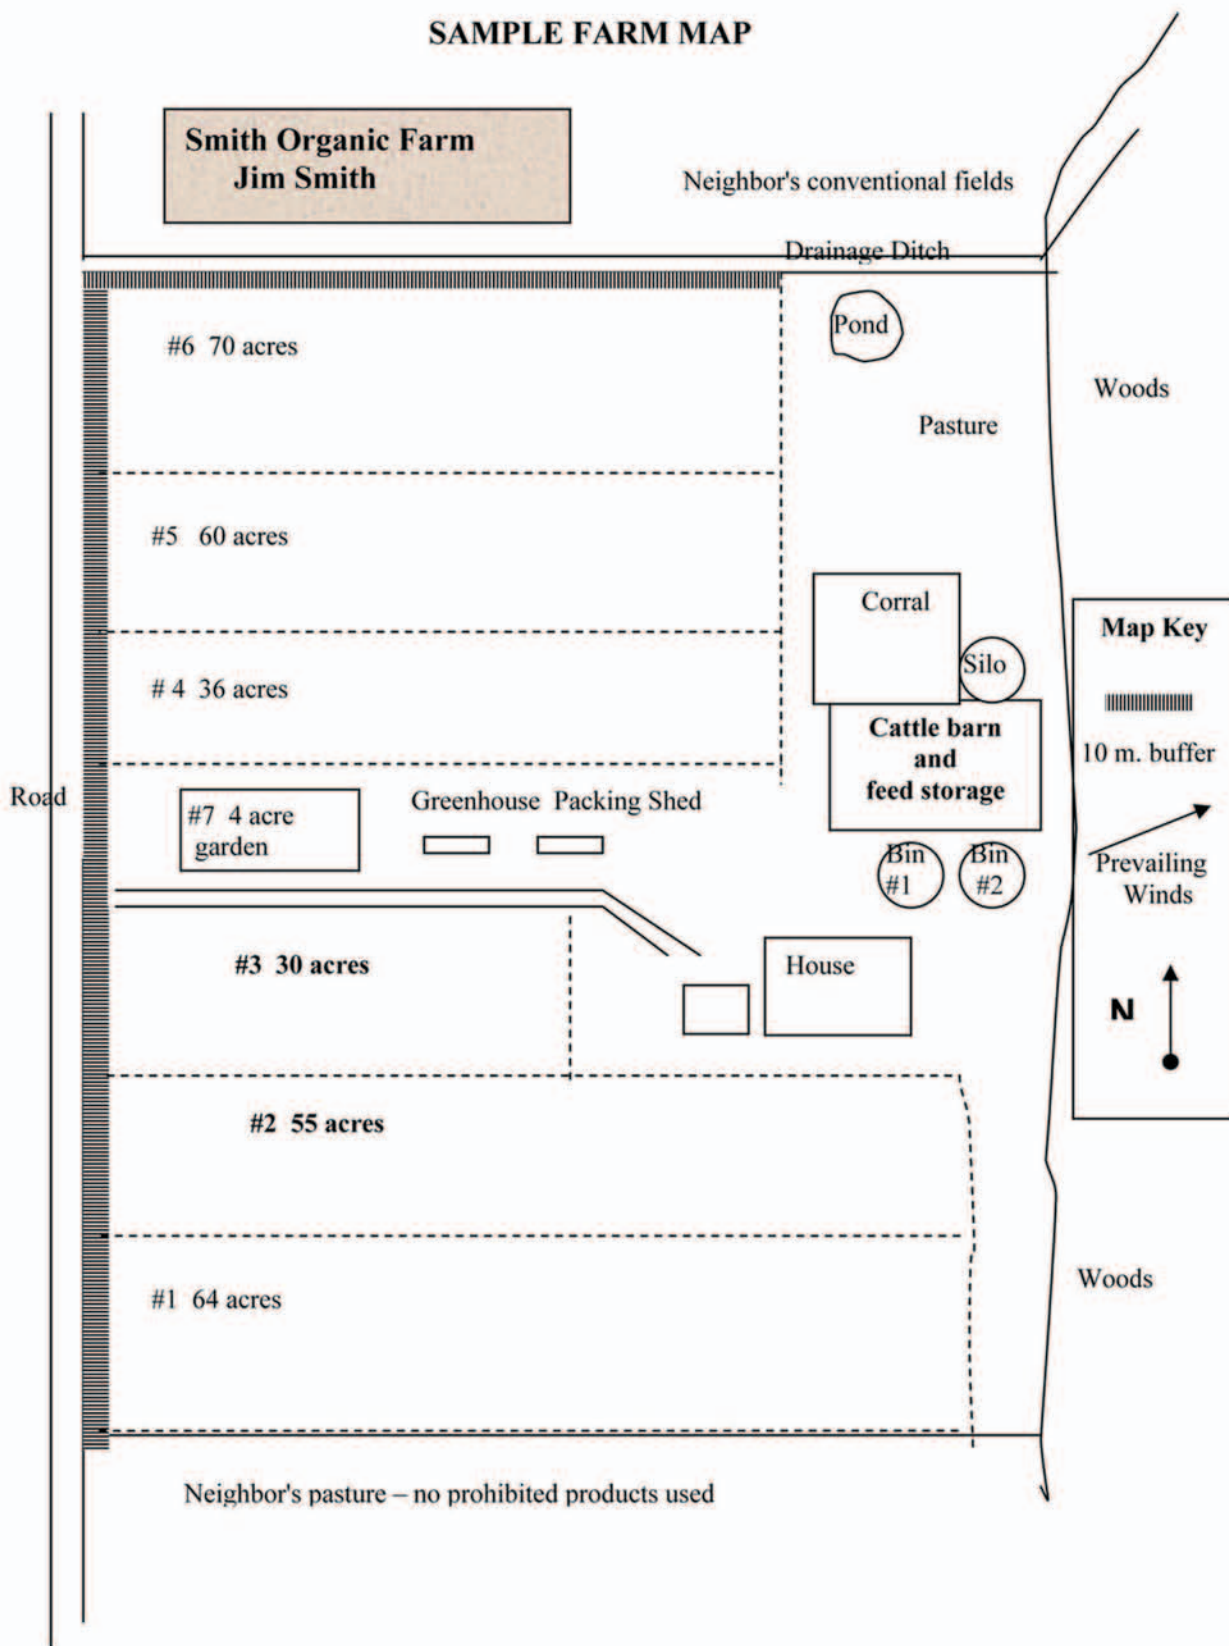 SAMPLE FARM MAP
Smith Organic Farm
Jim Smith
Neighbor's conventional fields
Drainage Ditch
Pond
#6 70 acres
Woods
Pasture
#5 60 acres
Corral
Map Key
Silo
# 4 36 acres
Cattle barn
and
feed storage
10 m. buffer
Road
Greenhouse Packing Shed
#7 4 acre
garden
Bin
#1
Bin
#2
Prevailing
Winds
#3 30 acres
House
N
#2 55 acres
Woods
#1 64 acres
Neighbor's pasture – no prohibited products used